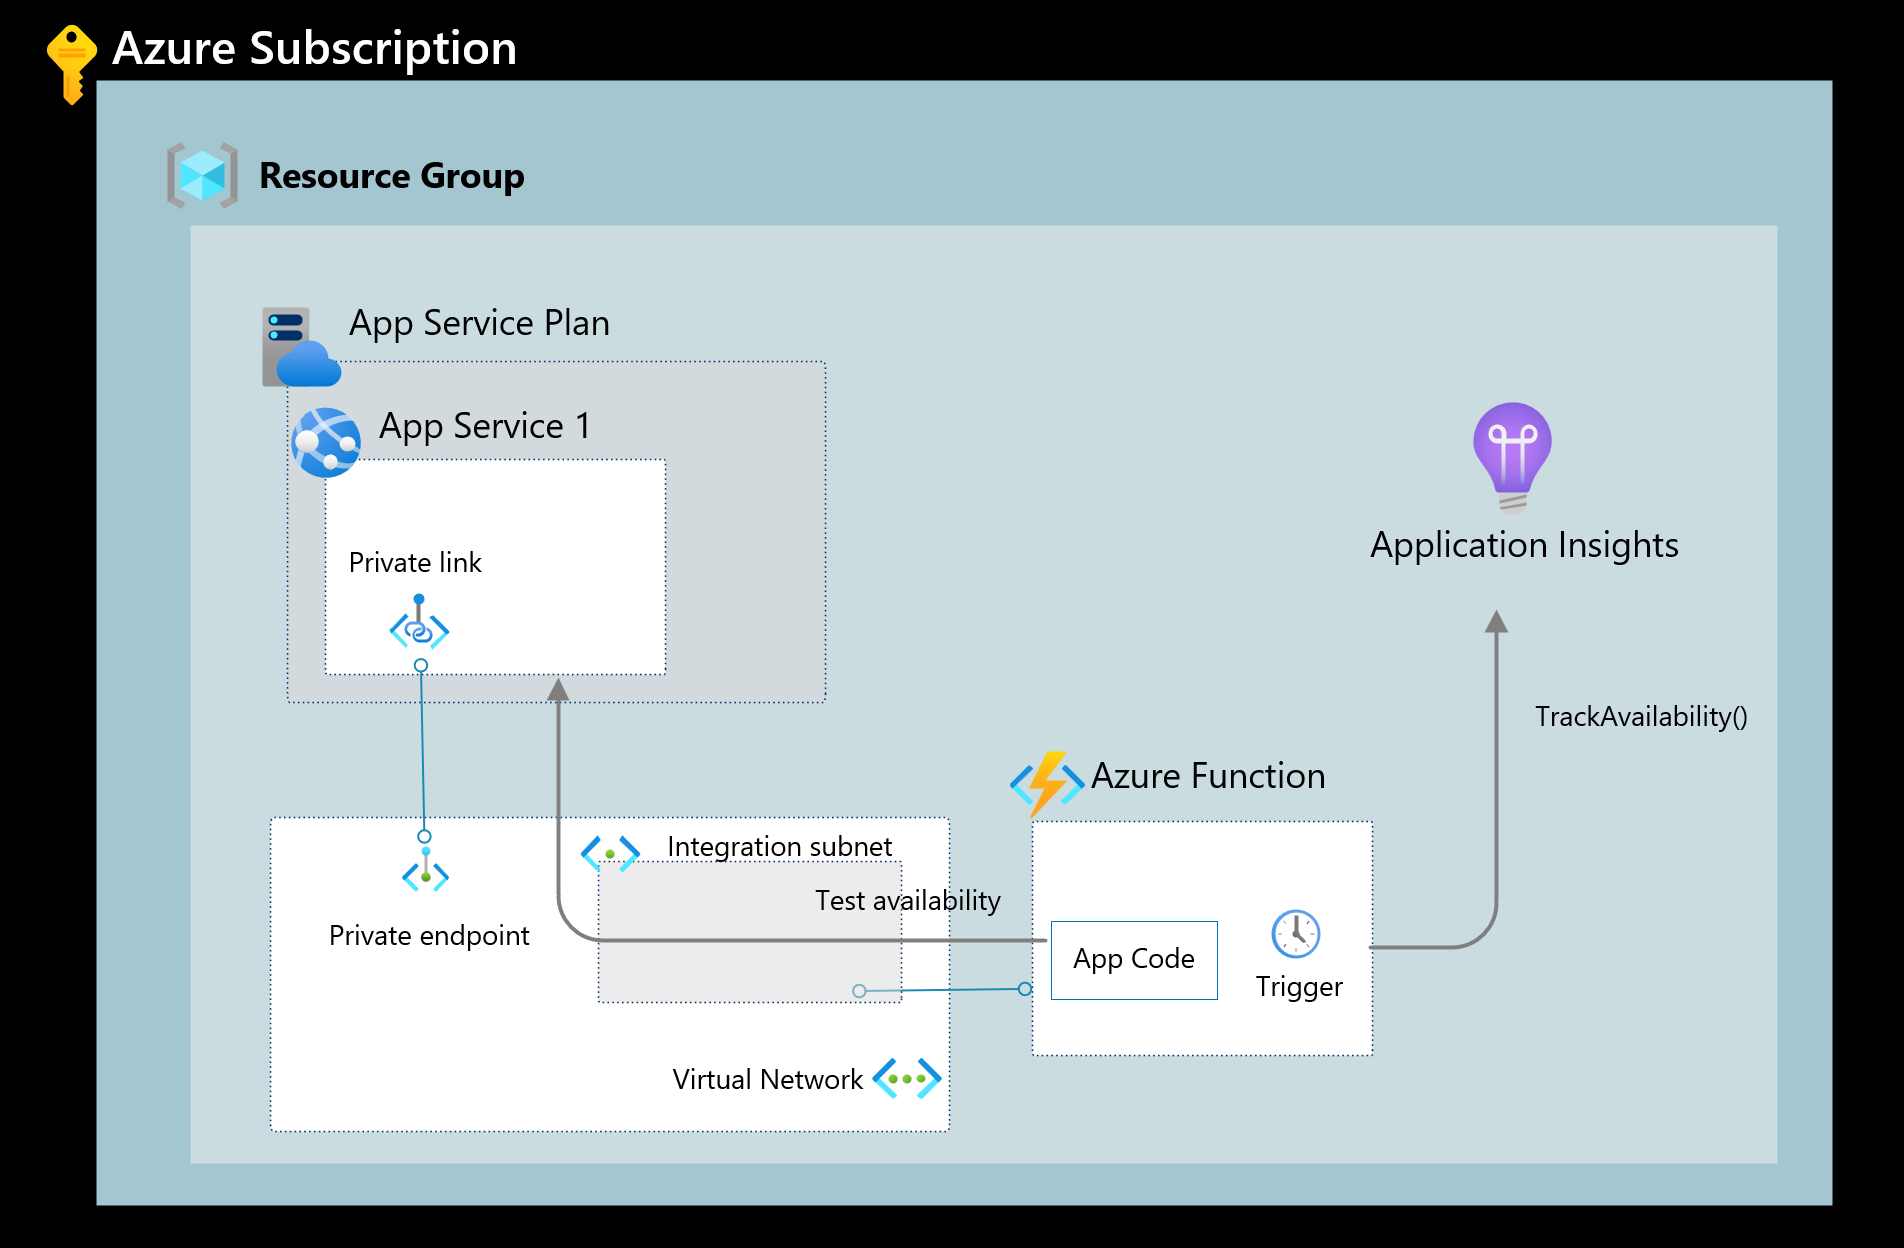 Azure Subscription
Resource Group
App Service Plan
App Service 1
Private link
Application Insights
TrackAvailability()
Azure Function
Integration subnet
Test availability
Private endpoint
App Code
Trigger
Virtual Network